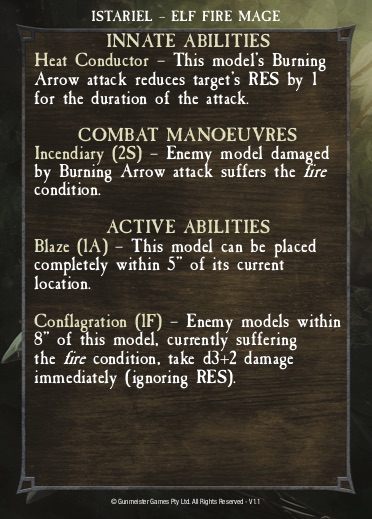 ISTARIEL – ELF FIRE MAGE
INNATE ABILITIES
Heat Conductor – This model's Burning
Arrow attack reduces target's RES by 1
for the duration of the attack.
COMBAT MANOEUVRES
Incendiary (2S) – Enemy model damaged
by Burning Arrow attack suffers the fire
condition.
ACTIVE ABILITIES
Blaze (1A) – This model can be placed
completely within 5" of its current
location.
Conflagration (1F) – Enemy models within
8" of this model, currently suffering
the fire condition, take d3+2 damage
immediately (ignoring RES).
© Gunmeister Games Pty Ltd. All Rights Reserved - V1.1